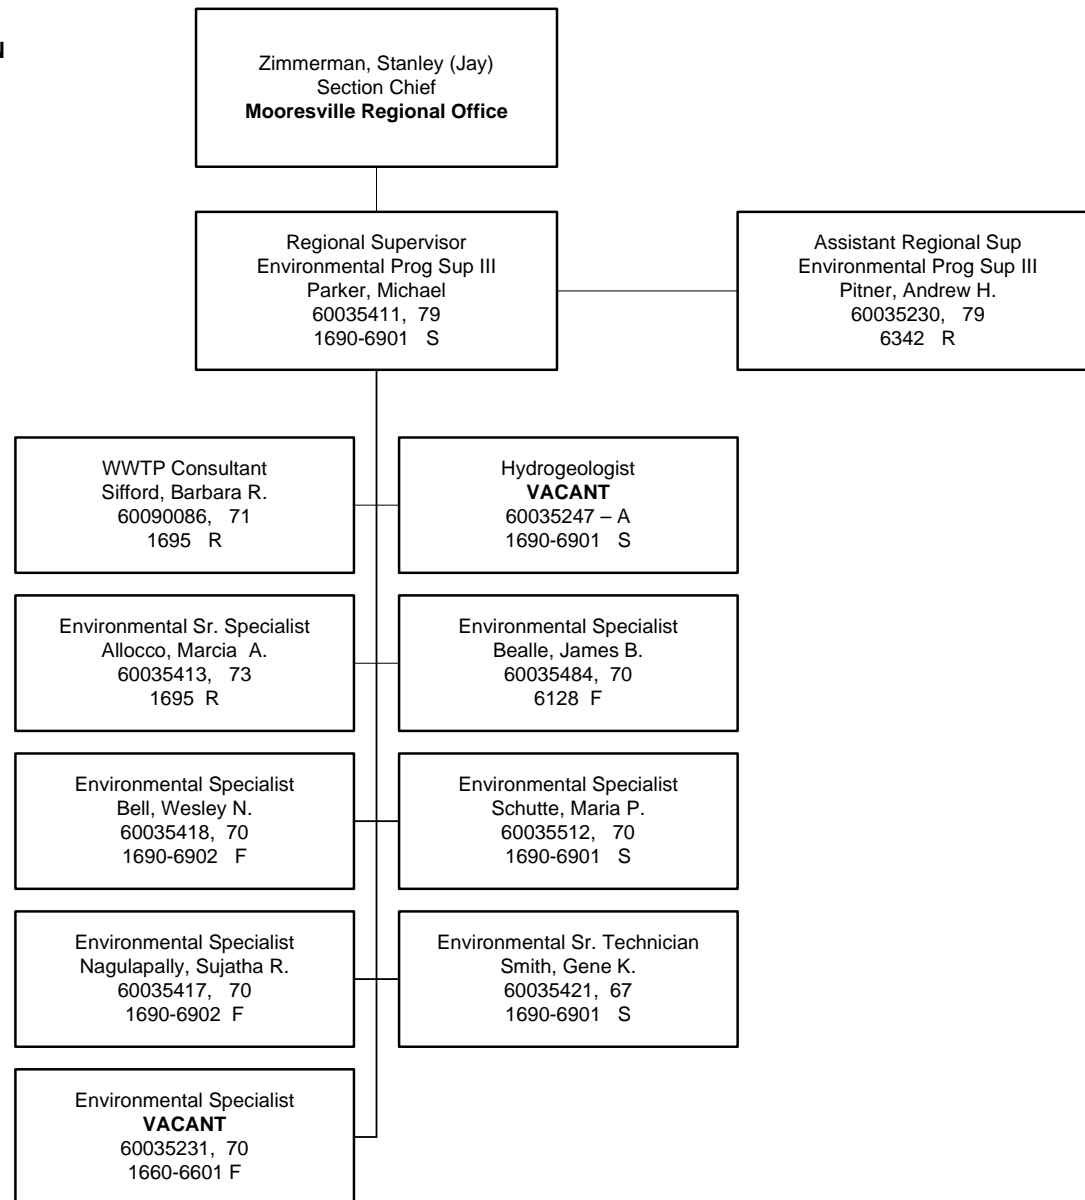 Zimmerman, Stanley (Jay)
Section Chief
Mooresville Regional Office
Regional Supervisor
Environmental Prog Sup III
Parker, Michael
60035411, 79
1690-6901 S
Assistant Regional Sup
Environmental Prog Sup III
Pitner, Andrew H.
60035230, 79
6342 R
WWTP Consultant
Sifford, Barbara R.
60090086, 71
1695 R
Hydrogeologist
VACANT
60035247 – A
1690-6901 S
Environmental Sr. Specialist
Allocco, Marcia A.
60035413, 73
1695 R
Environmental Specialist
Bealle, James B.
60035484, 70
6128 F
Environmental Specialist
Bell, Wesley N.
60035418, 70
1690-6902 F
Environmental Specialist
Schutte, Maria P.
60035512, 70
1690-6901 S
Environmental Specialist
Nagulapally, Sujatha R.
60035417, 70
1690-6902 F
Environmental Sr. Technician
Smith, Gene K.
60035421, 67
1690-6901 S
Environmental Specialist
VACANT
60035231, 70
1660-6601 F